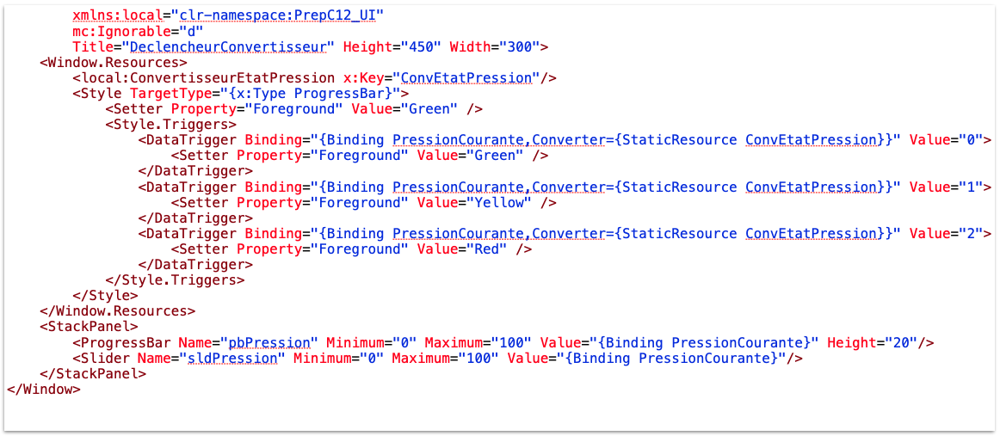 xmlns:local="clr-namespace:PrepC12_UI"
mc:Ignorable="d"
Title="DeclencheurConvertisseur" Height="450" Width="300">
<Window.Resources>
<local:ConvertisseurEtatPression x:Key="ConvEtatPression"/>
<Style TargetType="{x:Type ProgressBar}">
<Setter Property="Foreground" Value="Green" />
<Style.Triggers>
<DataTrigger Binding="{Binding PressionCourante,Converter={StaticResource ConvEtatPression}}" Value="0">
<Setter Property="Foreground" Value="Green" />
</DataTrigger>
<DataTrigger Binding="{Binding PressionCourante,Converter={StaticResource ConvEtatPression}}" Value="1">
<Setter Property="Foreground" Value="Yellow" />
</DataTrigger>
<DataTrigger Binding="{Binding PressionCourante,Converter={StaticResource ConvEtatPression}}" Value="2">
<Setter Property="Foreground" Value="Red" />
</DataTrigger>
</Style.Triggers>
</Style>
</Window.Resources>
<StackPanel>
<ProgressBar Name="pbPression" Minimum="0" Maximum="100" Value="{Binding PressionCourante}" Height="20"/>
<Slider Name="sldPression" Minimum="0" Maximum="100" Value="{Binding PressionCourante}"/>
</StackPanel>
</Window>